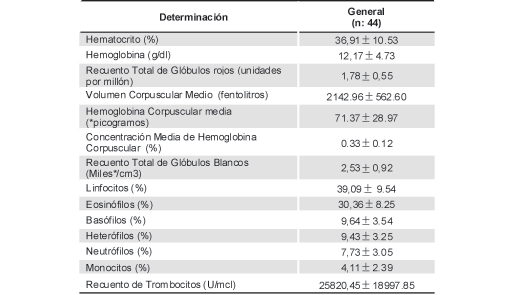 Determinación General
(n: 44)
Hematocrito (%) 36,91± 10.53
Hemoglobina (g/dl) 12,17± 4.73
Recuento Total de Glóbulos rojos (unidades
por millón) 1,78± 0,55
Volumen Corpuscular Medio (fentolitros) 2142.96± 562.60
Hemoglobina Corpuscular media
(*picogramos) 71.37± 28.97
Concentración Media de Hemoglobina
Corpuscular (%) 0.33± 0.12
Recuento Total de Glóbulos Blancos
(Miles*/cm3) 2,53± 0,92
Linfocitos (%) 39,09± 9.54
Eosinófilos (%) 30,36± 8.25
Basófilos (%) 9,64± 3.54
Heterófilos (%) 9,43± 3.25
Neutrófilos (%) 7,73± 3.05
Monocitos (%) 4,11± 2.39
Recuento de Trombocitos (U/mcl) 25820,45± 18997.85